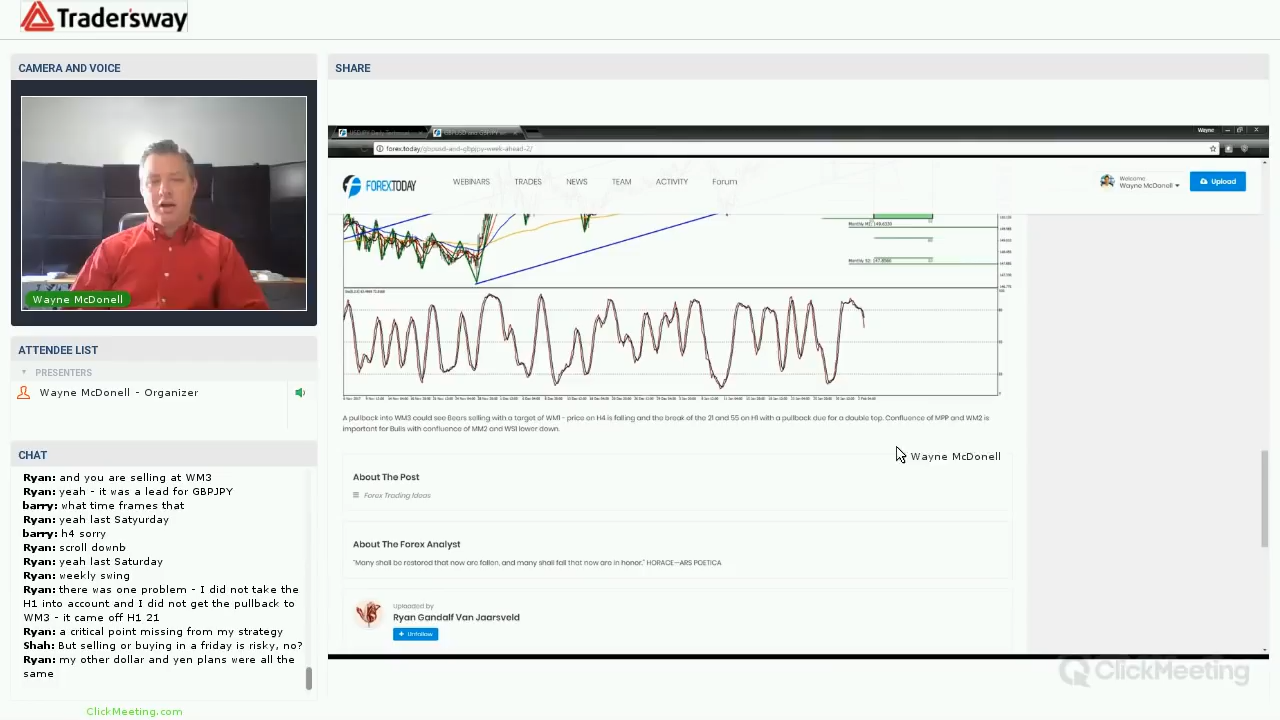 Tradersway
CAMERA AND VOICE
Wayne McDonell
ATTENDEE LIST
PRESENTERS
Wayne McDonell - Organizer
CHAT
Ryan: and you are selling at WM3
Ryan: yeah - it was a lead for GBPJPY
barry: what time frames that
Ryan: yeah last Satyurday
barry: h4 sorry
Ryan: scroll downb
Ryan: yeah last Saturday
Ryan: weekly swing
Ryan: there was one problem - I did not take the
H1 into account and I did not get the pullback to
WM3 - it came off H1 21
Ryan: a critical point missing from my strategy
Shah: But selling or buying in a friday is risky, no?
Ryan: my other dollar and yen plans were all the
same
ClickMeeting.com
SHARE
Wayne
forex.today/gbpusd-and-gbpjpy-week-ahead-2/
FOREXTODAY
WEBINARS TRADES NEWS TEAM ACTIVITY Forum
Welcome
Wayne McDonell
Upload
A pullback into WM3 could see Bears selling with a target of WM1 - price on H4 is falling and the break of the 21 and 55 on H1 with a pullback due for a double top. Confluence of MPP and WM2 is
important for Bulls with confluence of MM2 and WS1 lower down.
Wayne McDonell
About The Post
Forex Trading Ideas
About The Forex Analyst
"Many shall be restored that now are fallen, and many shall fall that now are in honor." HORACE—ARS POETICA
Uploaded by
Ryan Gandalf Van Jaarsveld
+ Unfollow
ClickMeeting